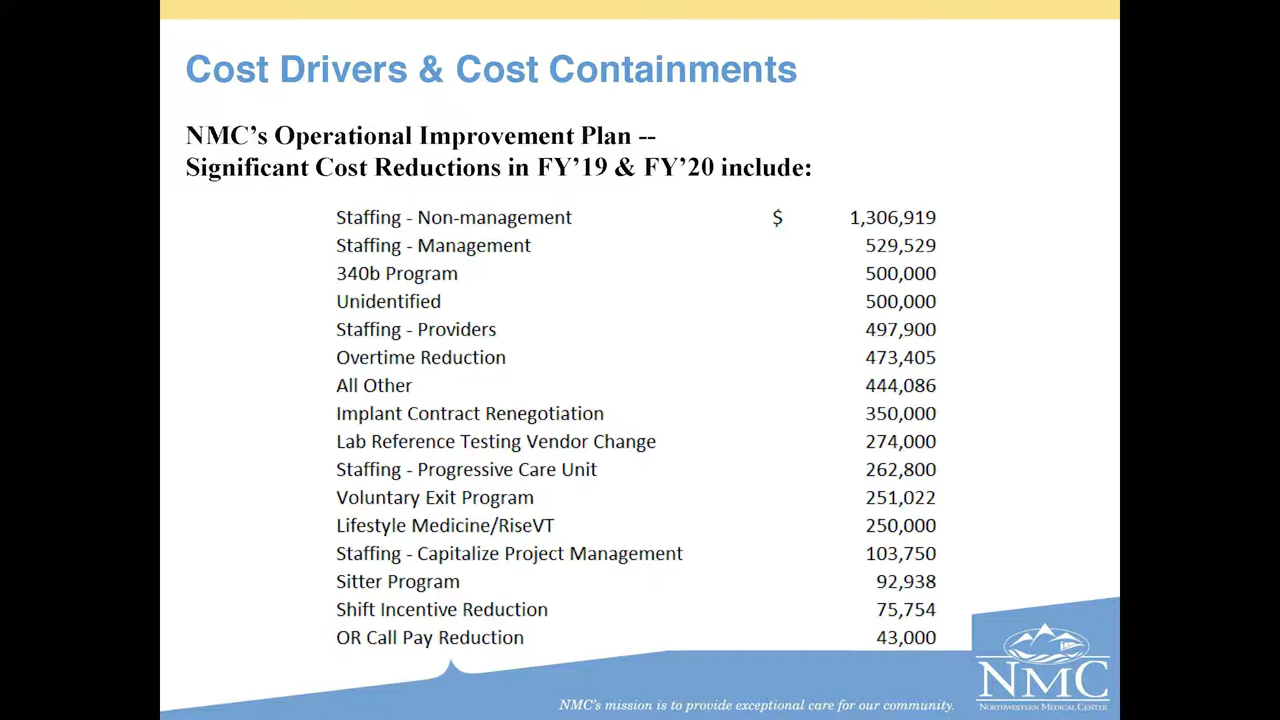 Cost Drivers & Cost Containments
NMC’s Operational Improvement Plan --
Significant Cost Reductions in FY’19 & FY’20 include:
Staffing - Non-management $ 1,306,919
Staffing - Management 529,529
340b Program 500,000
Unidentified 500,000
Staffing - Providers 497,900
Overtime Reduction 473,405
All Other 444,086
Implant Contract Renegotiation 350,000
Lab Reference Testing Vendor Change 274,000
Staffing - Progressive Care Unit 262,800
Voluntary Exit Program 251,022
Lifestyle Medicine/RiseVT 250,000
Staffing - Capitalize Project Management 103,750
Sitter Program 92,938
Shift Incentive Reduction 75,754
OR Call Pay Reduction 43,000
NMC
NORTHWESTERN MEDICAL CENTER
NMC’s mission is to provide exceptional care for our community.